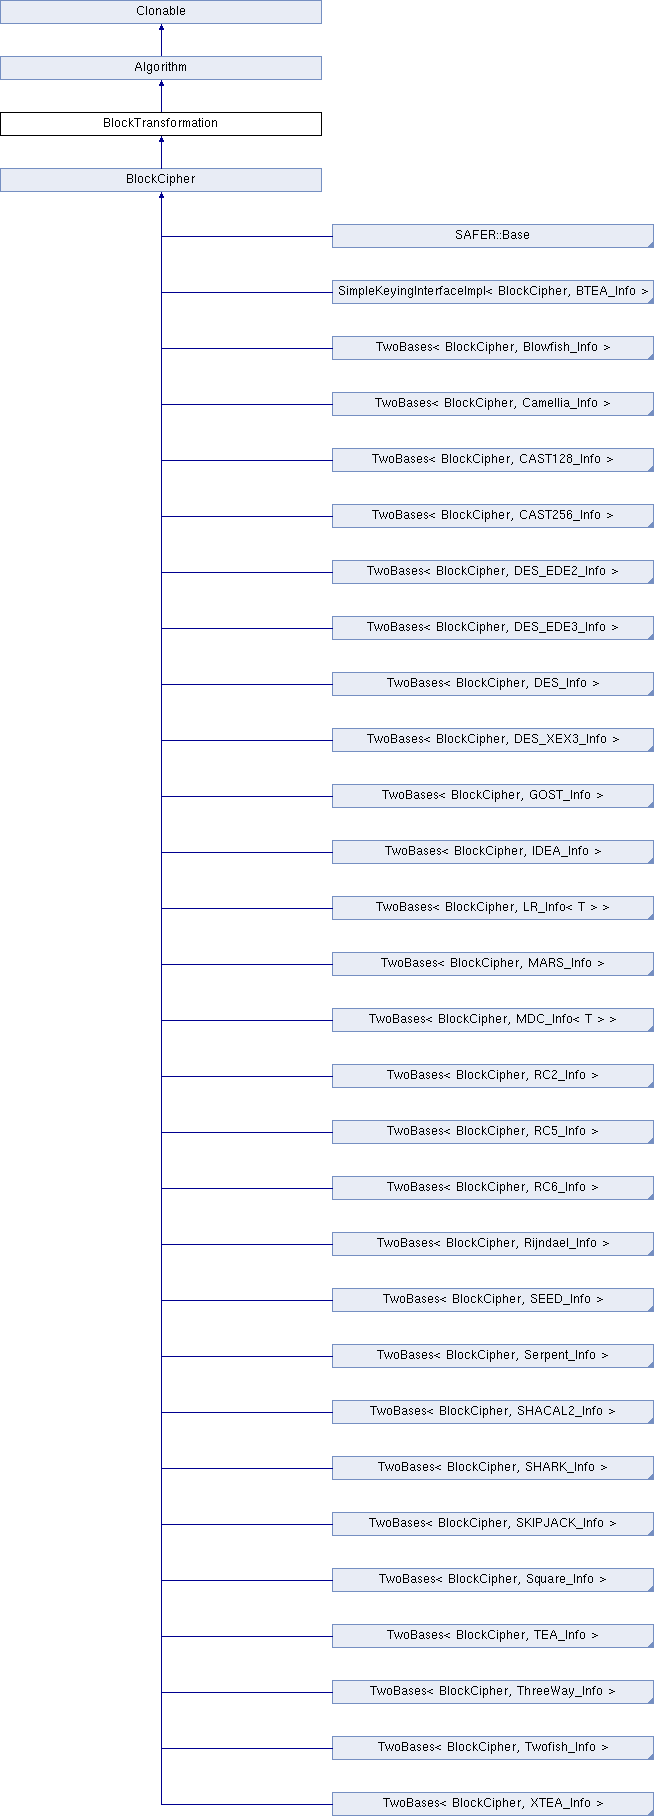 Clonable
Algorithm
BlockTransformation
BlockCipher
SAFER::Base
SimpleKeyingInterfaceImpl< BlockCipher, BTEA_Info >
TwoBases< BlockCipher, Blowfish_Info >
TwoBases< BlockCipher, Camellia_Info >
TwoBases< BlockCipher, CAST128_Info >
TwoBases< BlockCipher, CAST256_Info >
TwoBases< BlockCipher, DES_EDE2_Info >
TwoBases< BlockCipher, DES_EDE3_Info >
TwoBases< BlockCipher, DES_Info >
TwoBases< BlockCipher, DES_XEX3_Info >
TwoBases< BlockCipher, GOST_Info >
TwoBases< BlockCipher, IDEA_Info >
TwoBases< BlockCipher, LR_Info< T > >
TwoBases< BlockCipher, MARS_Info >
TwoBases< BlockCipher, MDC_Info< T > >
TwoBases< BlockCipher, RC2_Info >
TwoBases< BlockCipher, RC5_Info >
TwoBases< BlockCipher, RC6_Info >
TwoBases< BlockCipher, Rijndael_Info >
TwoBases< BlockCipher, SEED_Info >
TwoBases< BlockCipher, Serpent_Info >
TwoBases< BlockCipher, SHACAL2_Info >
TwoBases< BlockCipher, SHARK_Info >
TwoBases< BlockCipher, SKIPJACK_Info >
TwoBases< BlockCipher, Square_Info >
TwoBases< BlockCipher, TEA_Info >
TwoBases< BlockCipher, ThreeWay_Info >
TwoBases< BlockCipher, Twofish_Info >
TwoBases< BlockCipher, XTEA_Info >